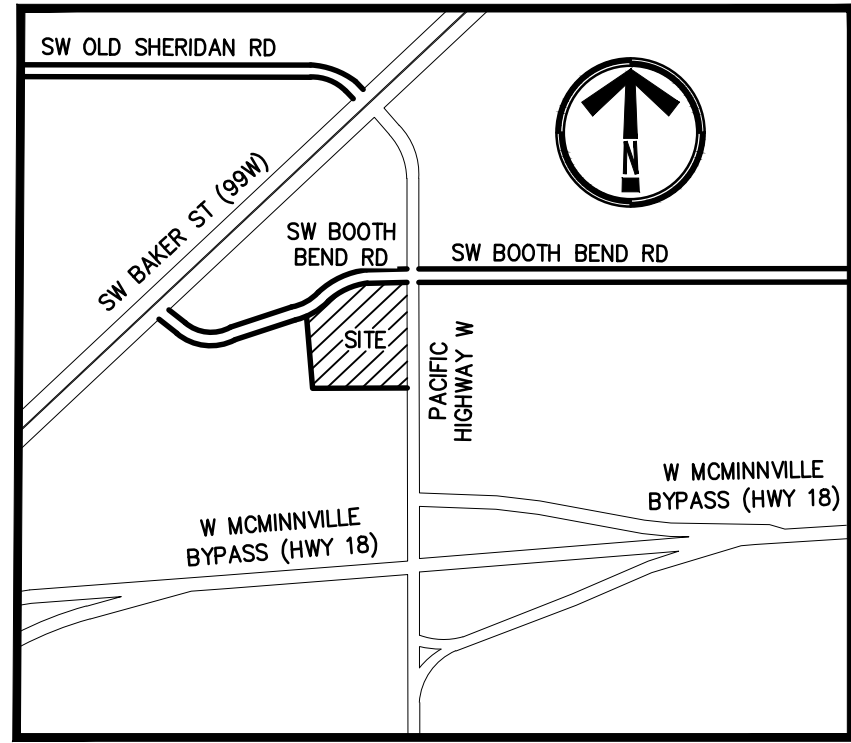 SW OLD SHERIDAN RD
N
SW BAKER ST (99W)
SW BOOTH
BEND RD
SW BOOTH BEND RD
SITE
PACIFIC
HIGHWAY W
W MCMINNVILLE
BYPASS (HWY 18)
W MCMINNVILLE
BYPASS (HWY 18)